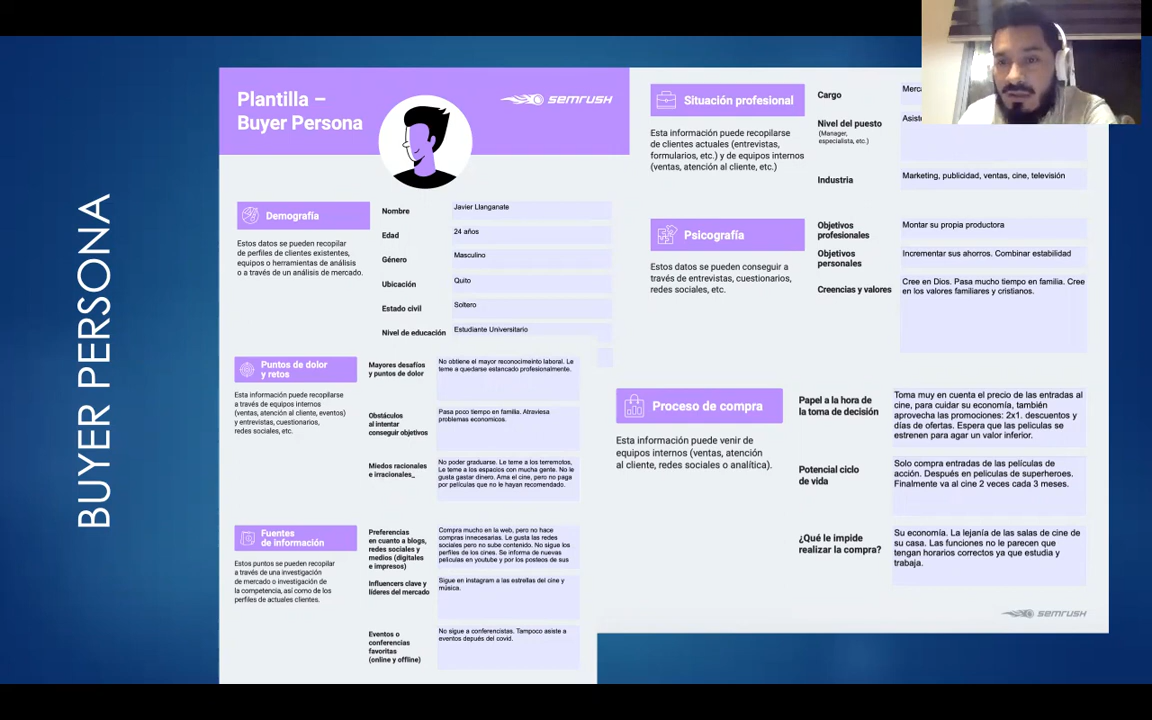 BUYER PERSONA
Plantilla –
Buyer Persona
SEMRUSH
Demografía
Estos datos se pueden recopilar
de perfiles de clientes existentes,
equipos o herramientas de análisis
o a través de un análisis de mercado.
Nombre
Javier Llanganate
Edad
24 años
Género
Masculino
Ubicación
Quito
Estado civil
Soltero
Nivel de educación
Estudiante Universitario
Puntos de dolor
y retos
Esta información puede recopilarse
a través de equipos internos
(ventas, atención al cliente, eventos)
y entrevistas, cuestionarios,
redes sociales, etc.
Mayores desafíos
y puntos de dolor
No obtiene el mayor reconocimeinto laboral. Le
teme a quedarse estancado profesionalmente.
Obstáculos
al intentar
conseguir objetivos
Pasa poco tiempo en familia. Atraviesa
problemas economicos.
Miedos racionales
e irracionales_
No poder graduarse. Le teme a los terremotos,
Le teme a los espacios con mucha gente. No le
gusta gastar dinero. Ama el cine, pero no paga
por películas que no le hayan recomendado.
Fuentes
de información
Estos puntos se pueden recopilar
a través de una investigación
de mercado o investigación de
la competencia, así como de los
perfiles de actuales clientes.
Preferencias
en cuanto a blogs,
redes sociales y
medios (digitales
e impresos)
Compra mucho en la web, pero no hace
compras innecesarias. Le gusta las redes
sociales pero no sube contenido. No sigue los
perfiles de los cines. Se informa de nuevas
películas en youtube y por los posteos de sus
Influencers clave y
líderes del mercado
Sigue en instagram a las estrellas del cine y
música.
Eventos o
conferencias
favoritas
(online y offline)
No sigue a conferencistas. Tampoco asiste a
eventos depués del covid.
Situación profesional
Esta información puede recopilarse
de clientes actuales (entrevistas,
formularios, etc.) y de equipos internos
(ventas, atención al cliente, etc.)
Cargo
Merca
Nivel del puesto
(Manager,
especialista, etc.)
Asiste
Industria
Marketing, publicidad, ventas, cine, televisión
Psicografía
Estos datos se pueden conseguir a
través de entrevistas, cuestionarios,
redes sociales, etc.
Objetivos
profesionales
Montar su propia productora
Objetivos
personales
Incrementar sus ahorros. Combinar estabilidad
Creencias y valores
Cree en Dios. Pasa mucho tiempo en familia. Cree
en los valores familiares y cristianos.
Proceso de compra
Esta información puede venir de
equipos internos (ventas, atención
al cliente, redes sociales o analítica).
Papel a la hora de
la toma de decisión
Toma muy en cuenta el precio de las entradas al
cine, para cuidar su economía, también
aprovecha las promociones: 2x1. descuentos y
días de ofertas. Espera que las películas se
estrenen para agar un valor inferior.
Potencial ciclo
de vida
Solo compra entradas de las películas de
acción. Después en peliculas de superheroes.
Finalmente va al cine 2 veces cada 3 meses.
¿Qué le impide
realizar la compra?
Su economía. La lejanía de las salas de cine de
su casa. Las funciones no le parecen que
tengan horarios correctos ya que estudia y
trabaja.
SEMRUSH